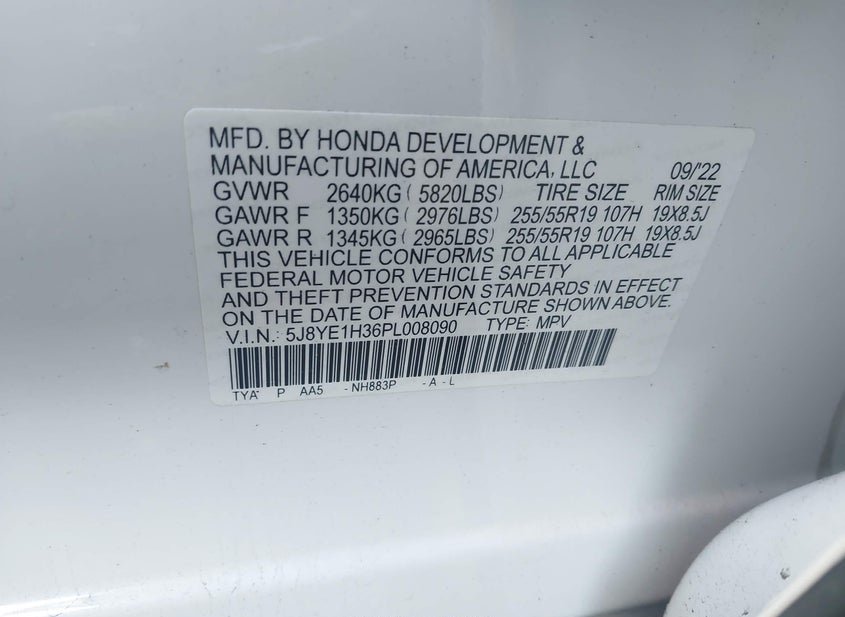 MFD. BY HONDA DEVELOPMENT &
MANUFACTURING OF AMERICA, LLC 09/'22
GVWR 2640KG ( 5820LBS) TIRE SIZE RIM SIZE
GAWR F 1350KG ( 2976LBS) 255/55R19 107H 19X8.5J
GAWR R 1345KG ( 2965LBS) 255/55R19 107H 19X8.5J
THIS VEHICLE CONFORMS TO ALL APPLICABLE
FEDERAL MOTOR VEHICLE SAFETY
AND THEFT PREVENTION STANDARDS IN EFFECT
ON THE DATE OF MANUFACTURE SHOWN ABOVE.
V.I.N.: 5J8YE1H36PL008090 TYPE: MPV
TYA P AA5 -NH883P -A - L